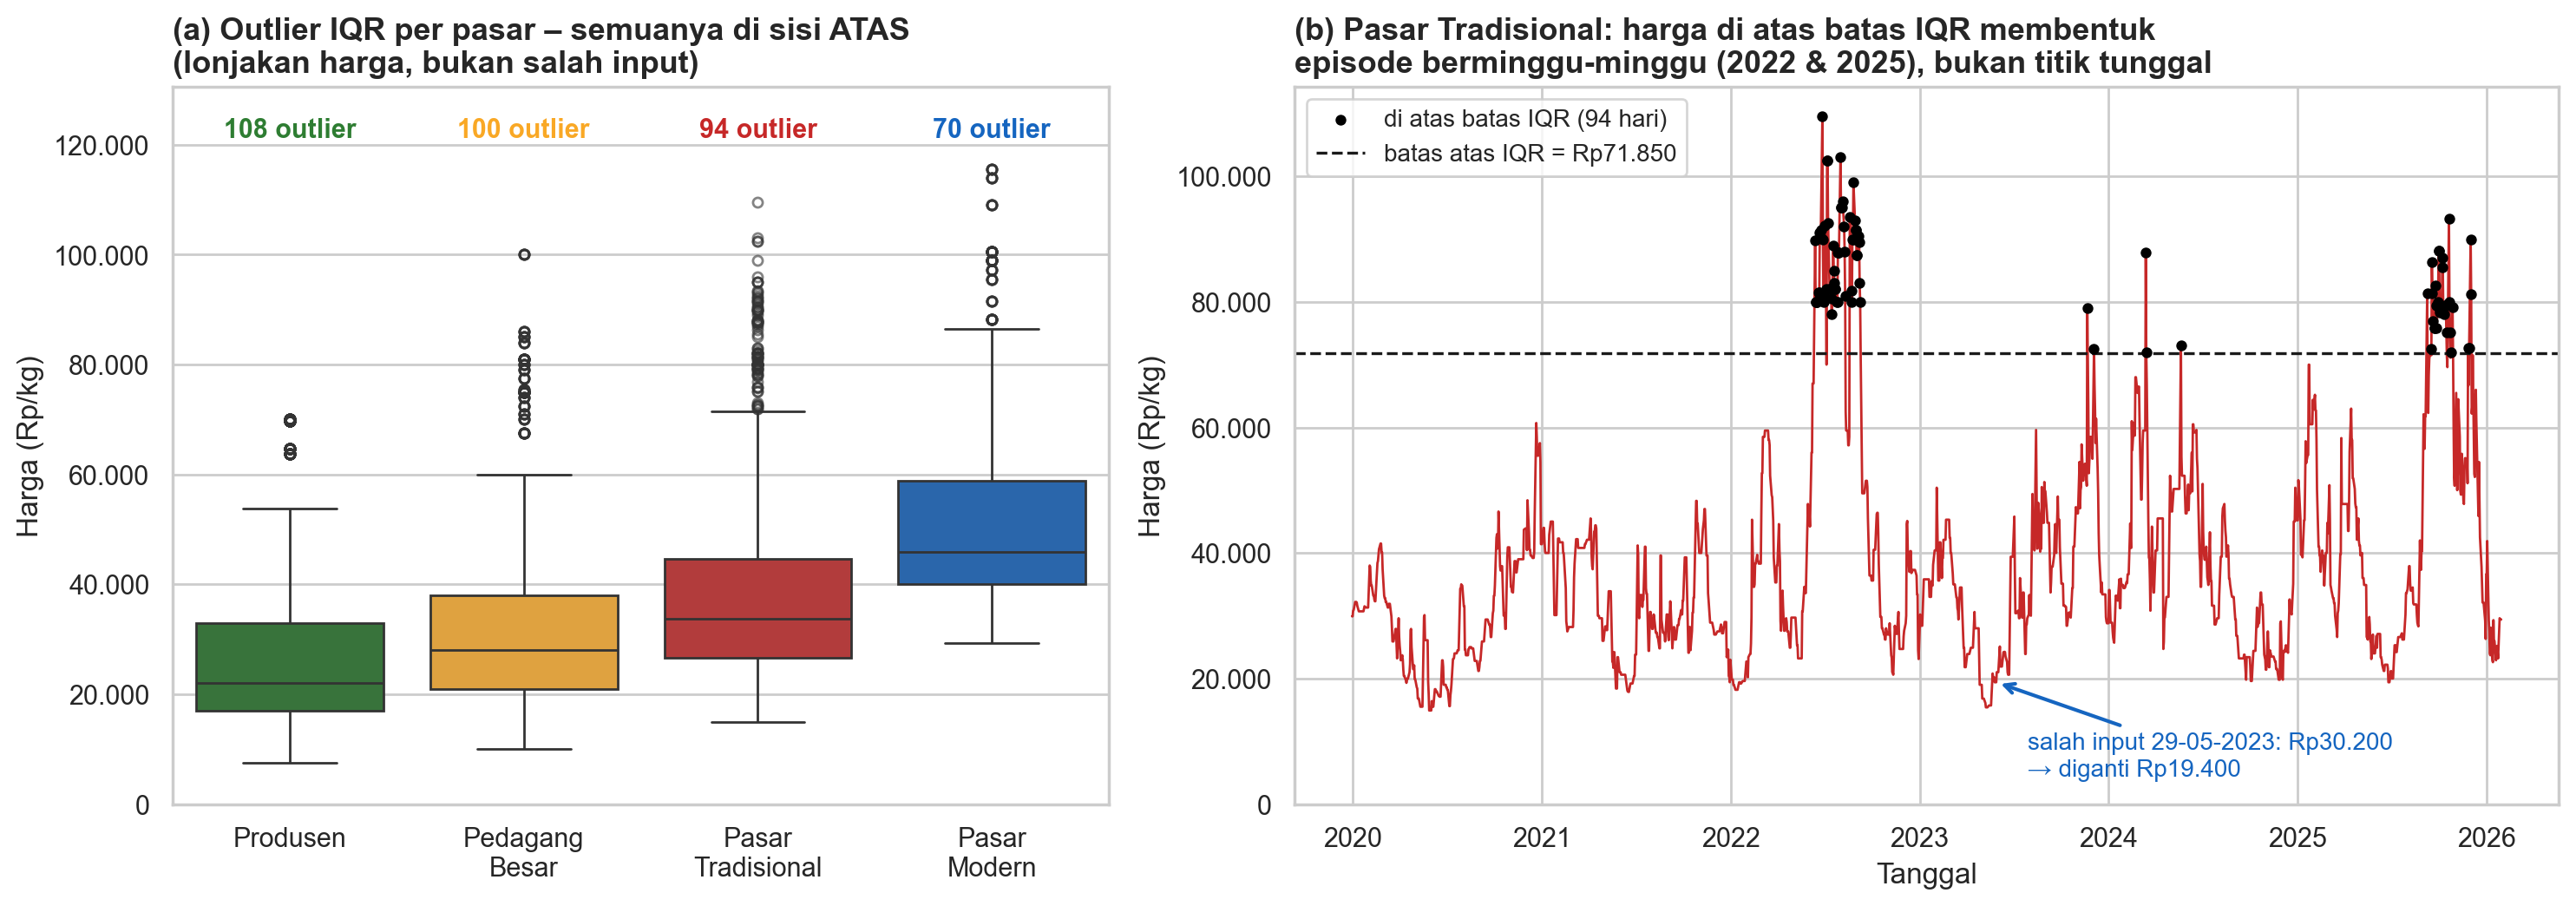 (a) Outlier IQR per pasar – semuanya di sisi ATAS
(lonjakan harga, bukan salah input)
108 outlier
100 outlier
94 outlier
70 outlier
Harga (Rp/kg)
120.000
100.000
80.000
60.000
40.000
20.000
0
Produsen
Pedagang
Besar
Pasar
Tradisional
Pasar
Modern
(b) Pasar Tradisional: harga di atas batas IQR membentuk
episode berminggu-minggu (2022 & 2025), bukan titik tunggal
di atas batas IQR (94 hari)
batas atas IQR = Rp71.850
Harga (Rp/kg)
100.000
80.000
60.000
40.000
20.000
0
salah input 29-05-2023: Rp30.200
→ diganti Rp19.400
2020
2021
2022
2023
2024
2025
2026
Tanggal